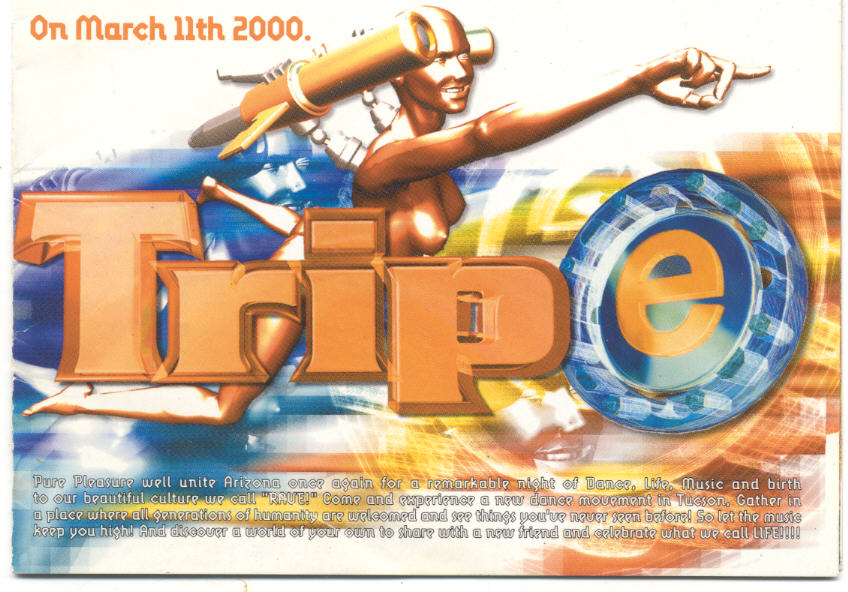 On March 11th 2000.
Tripe
Pure Pleasure well unite Arizona once again for a remarkable night of Dance, Life, Music and birth
to our beautiful culture we call "RAVE!" Come and experience a new dance movement in Tucson, Gather in
a place where all generations of humanity are welcomed and see things you've never seen before! So let the music
keep you high! And discover a world of your own to share with a new friend and celebrate what we call LIFE!!!!